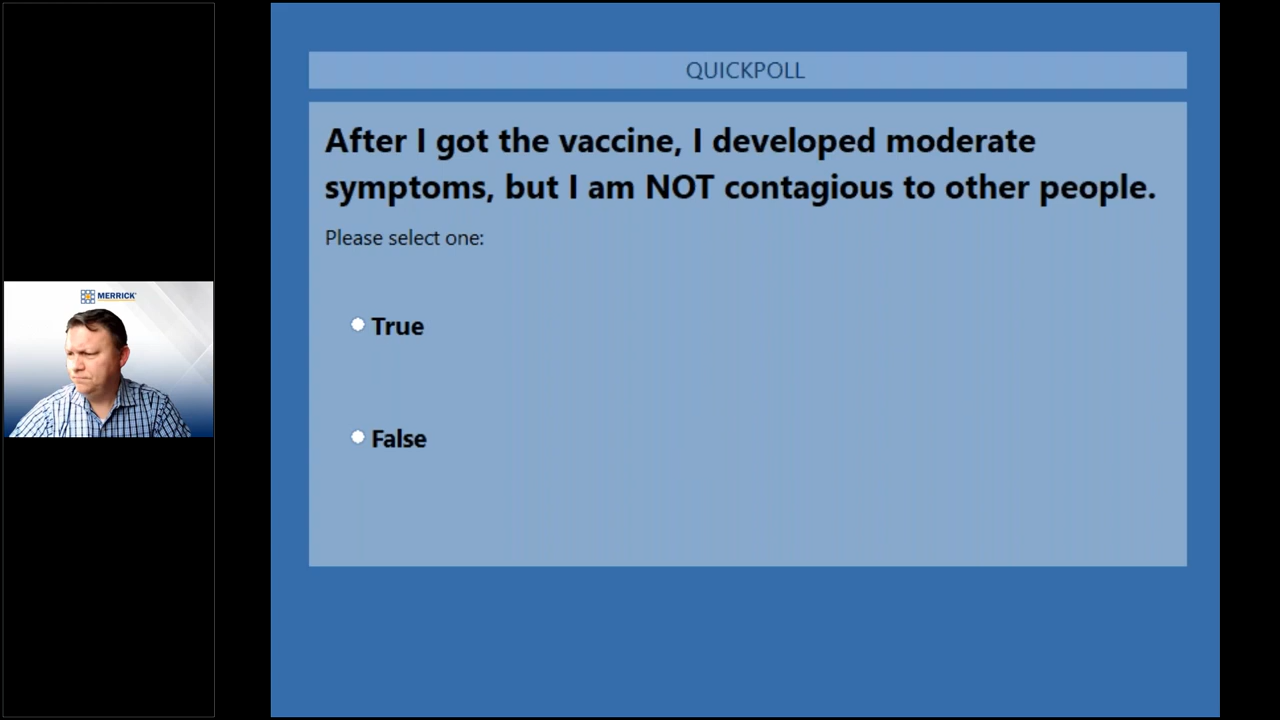 QUICKPOLL
After I got the vaccine, I developed moderate
symptoms, but I am NOT contagious to other people.
Please select one:
True
False
MERRICK